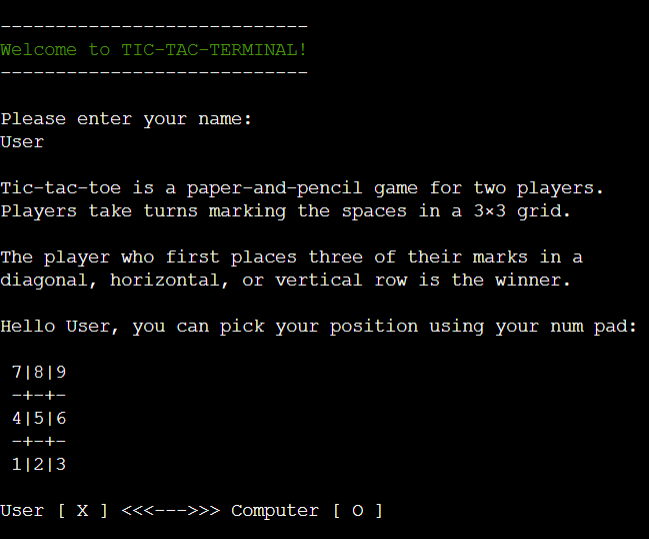 ----------------------------
Welcome to TIC-TAC-TERMINAL!
----------------------------
Please enter your name:
User
Tic-tac-toe is a paper-and-pencil game for two players.
Players take turns marking the spaces in a 3×3 grid.
The player who first places three of their marks in a
diagonal, horizontal, or vertical row is the winner.
Hello User, you can pick your position using your num pad:
7|8|9
-+-+-
4|5|6
-+-+-
1|2|3
User [ X ] <<<--->>> Computer [ O ]